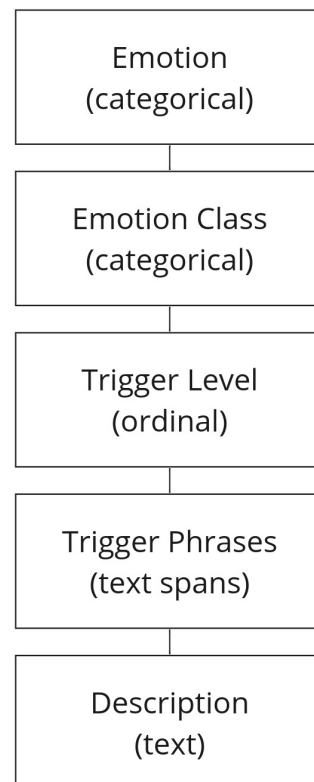 Emotion
(categorical)
Emotion Class
(categorical)
Trigger Level
(ordinal)
Trigger Phrases
(text spans)
Description
(text)